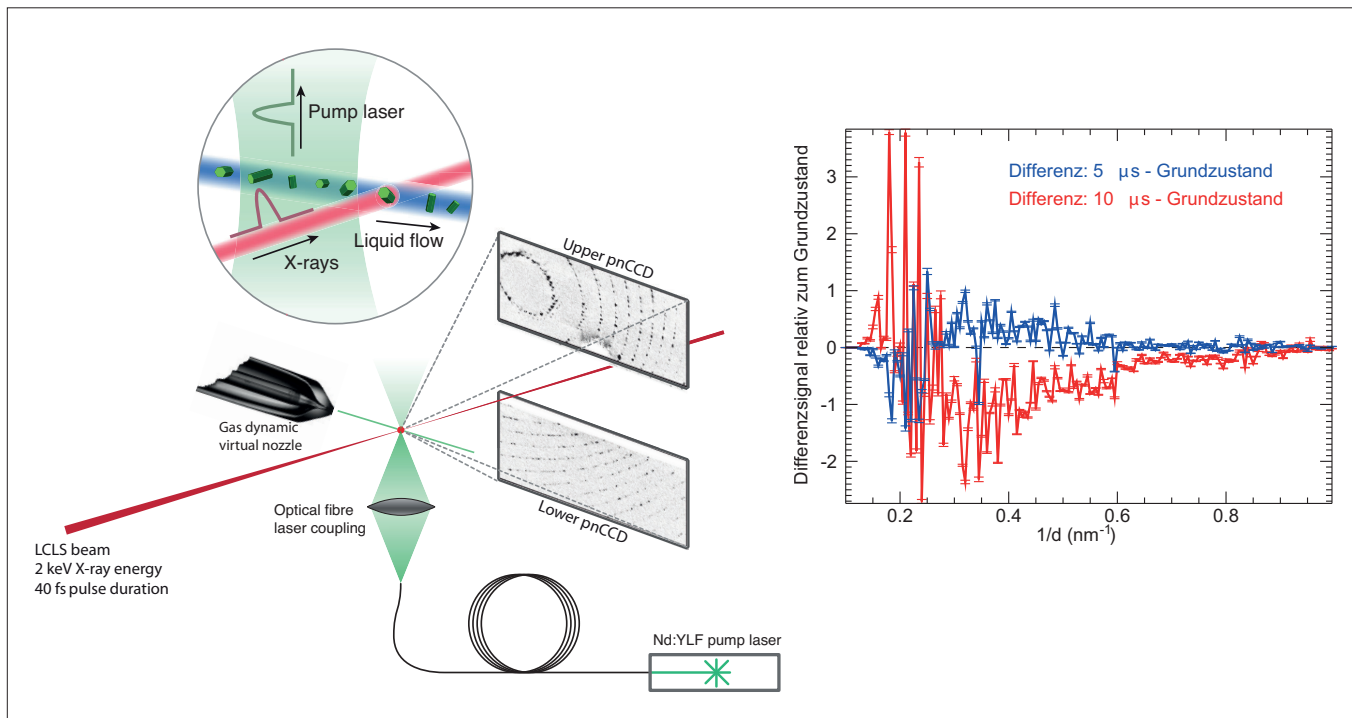 Pump laser
Liquid flow
X-rays
Upper pnCCD
Gas dynamic
virtual nozzle
Optical fibre
laser coupling
Lower pnCCD
LCLS beam
2 keV X-ray energy
40 fs pulse duration
Nd:YLF pump laser
Differenz: 5 μs - Grundzustand
Differenz: 10 μs - Grundzustand
Differenzsignal relativ zum Grundzustand
3
2
1
0
-1
-2
0.2 0.4 0.6 0.8
1/d (nm⁻¹)